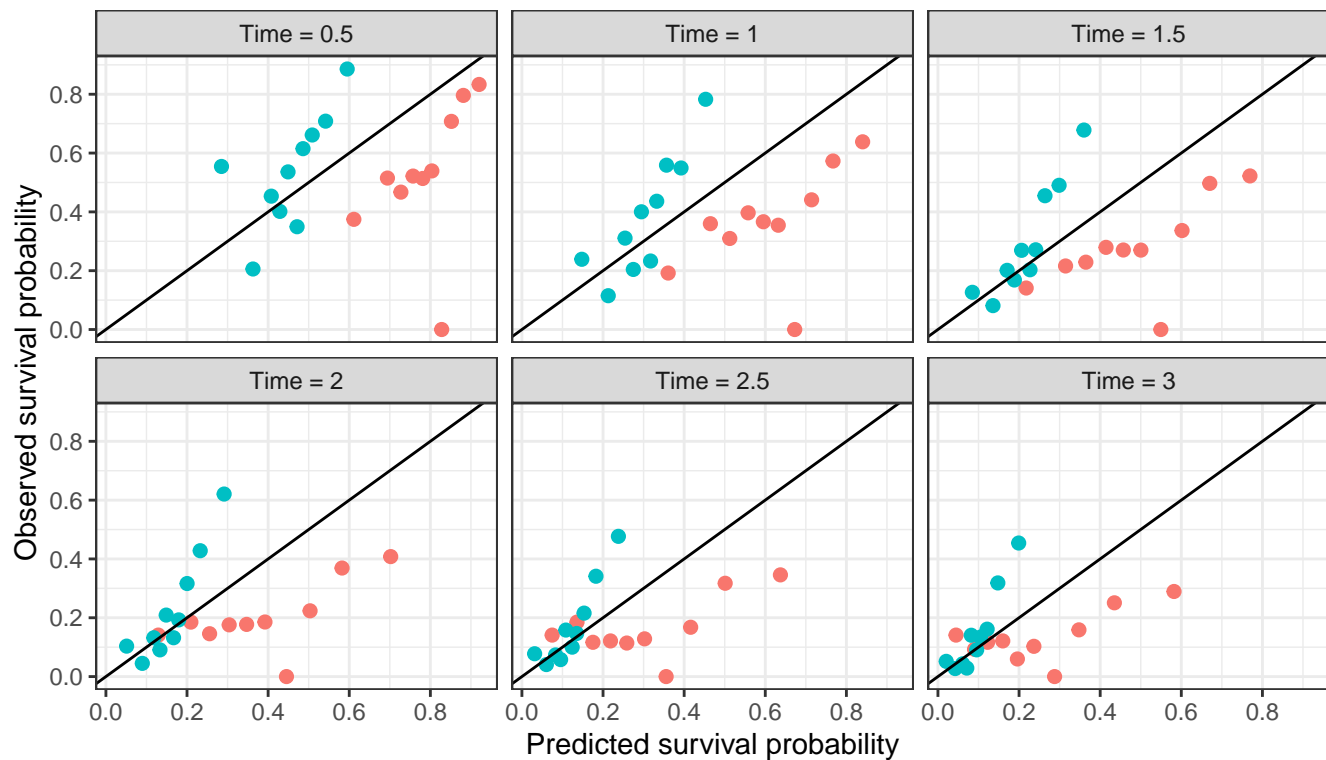 Time = 0.5
Time = 1
Time = 1.5
0.8
0.6
0.4
0.2
0.0
Time = 2
Time = 2.5
Time = 3
0.8
0.6
0.4
0.2
0.0
0.0 0.2 0.4 0.6 0.8
0.0 0.2 0.4 0.6 0.8
0.0 0.2 0.4 0.6 0.8
Observed survival probability
Predicted survival probability